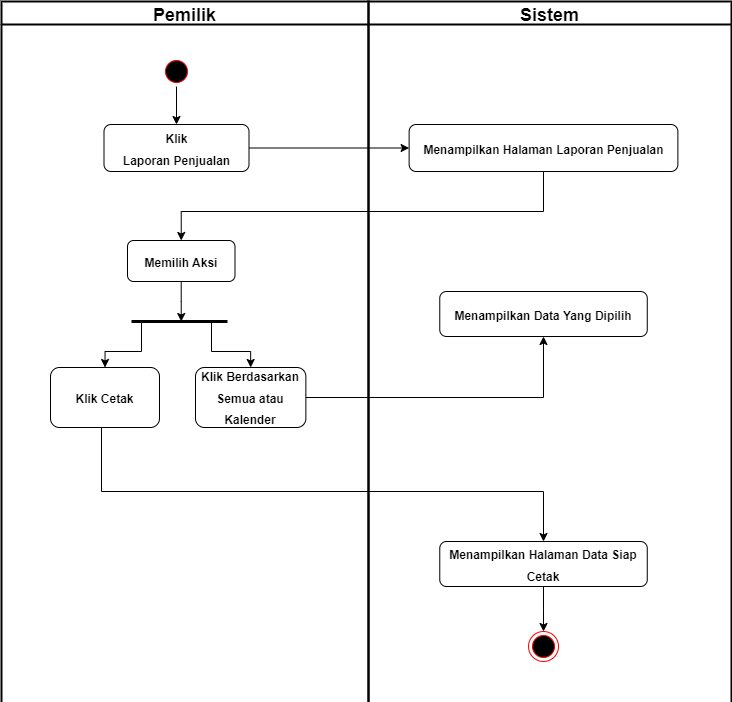 Pemilik
Sistem
Klik
Laporan Penjualan
Menampilkan Halaman Laporan Penjualan
Memilih Aksi
Menampilkan Data Yang Dipilih
Klik Cetak
Klik Berdasarkan
Semua atau
Kalender
Menampilkan Halaman Data Siap
Cetak